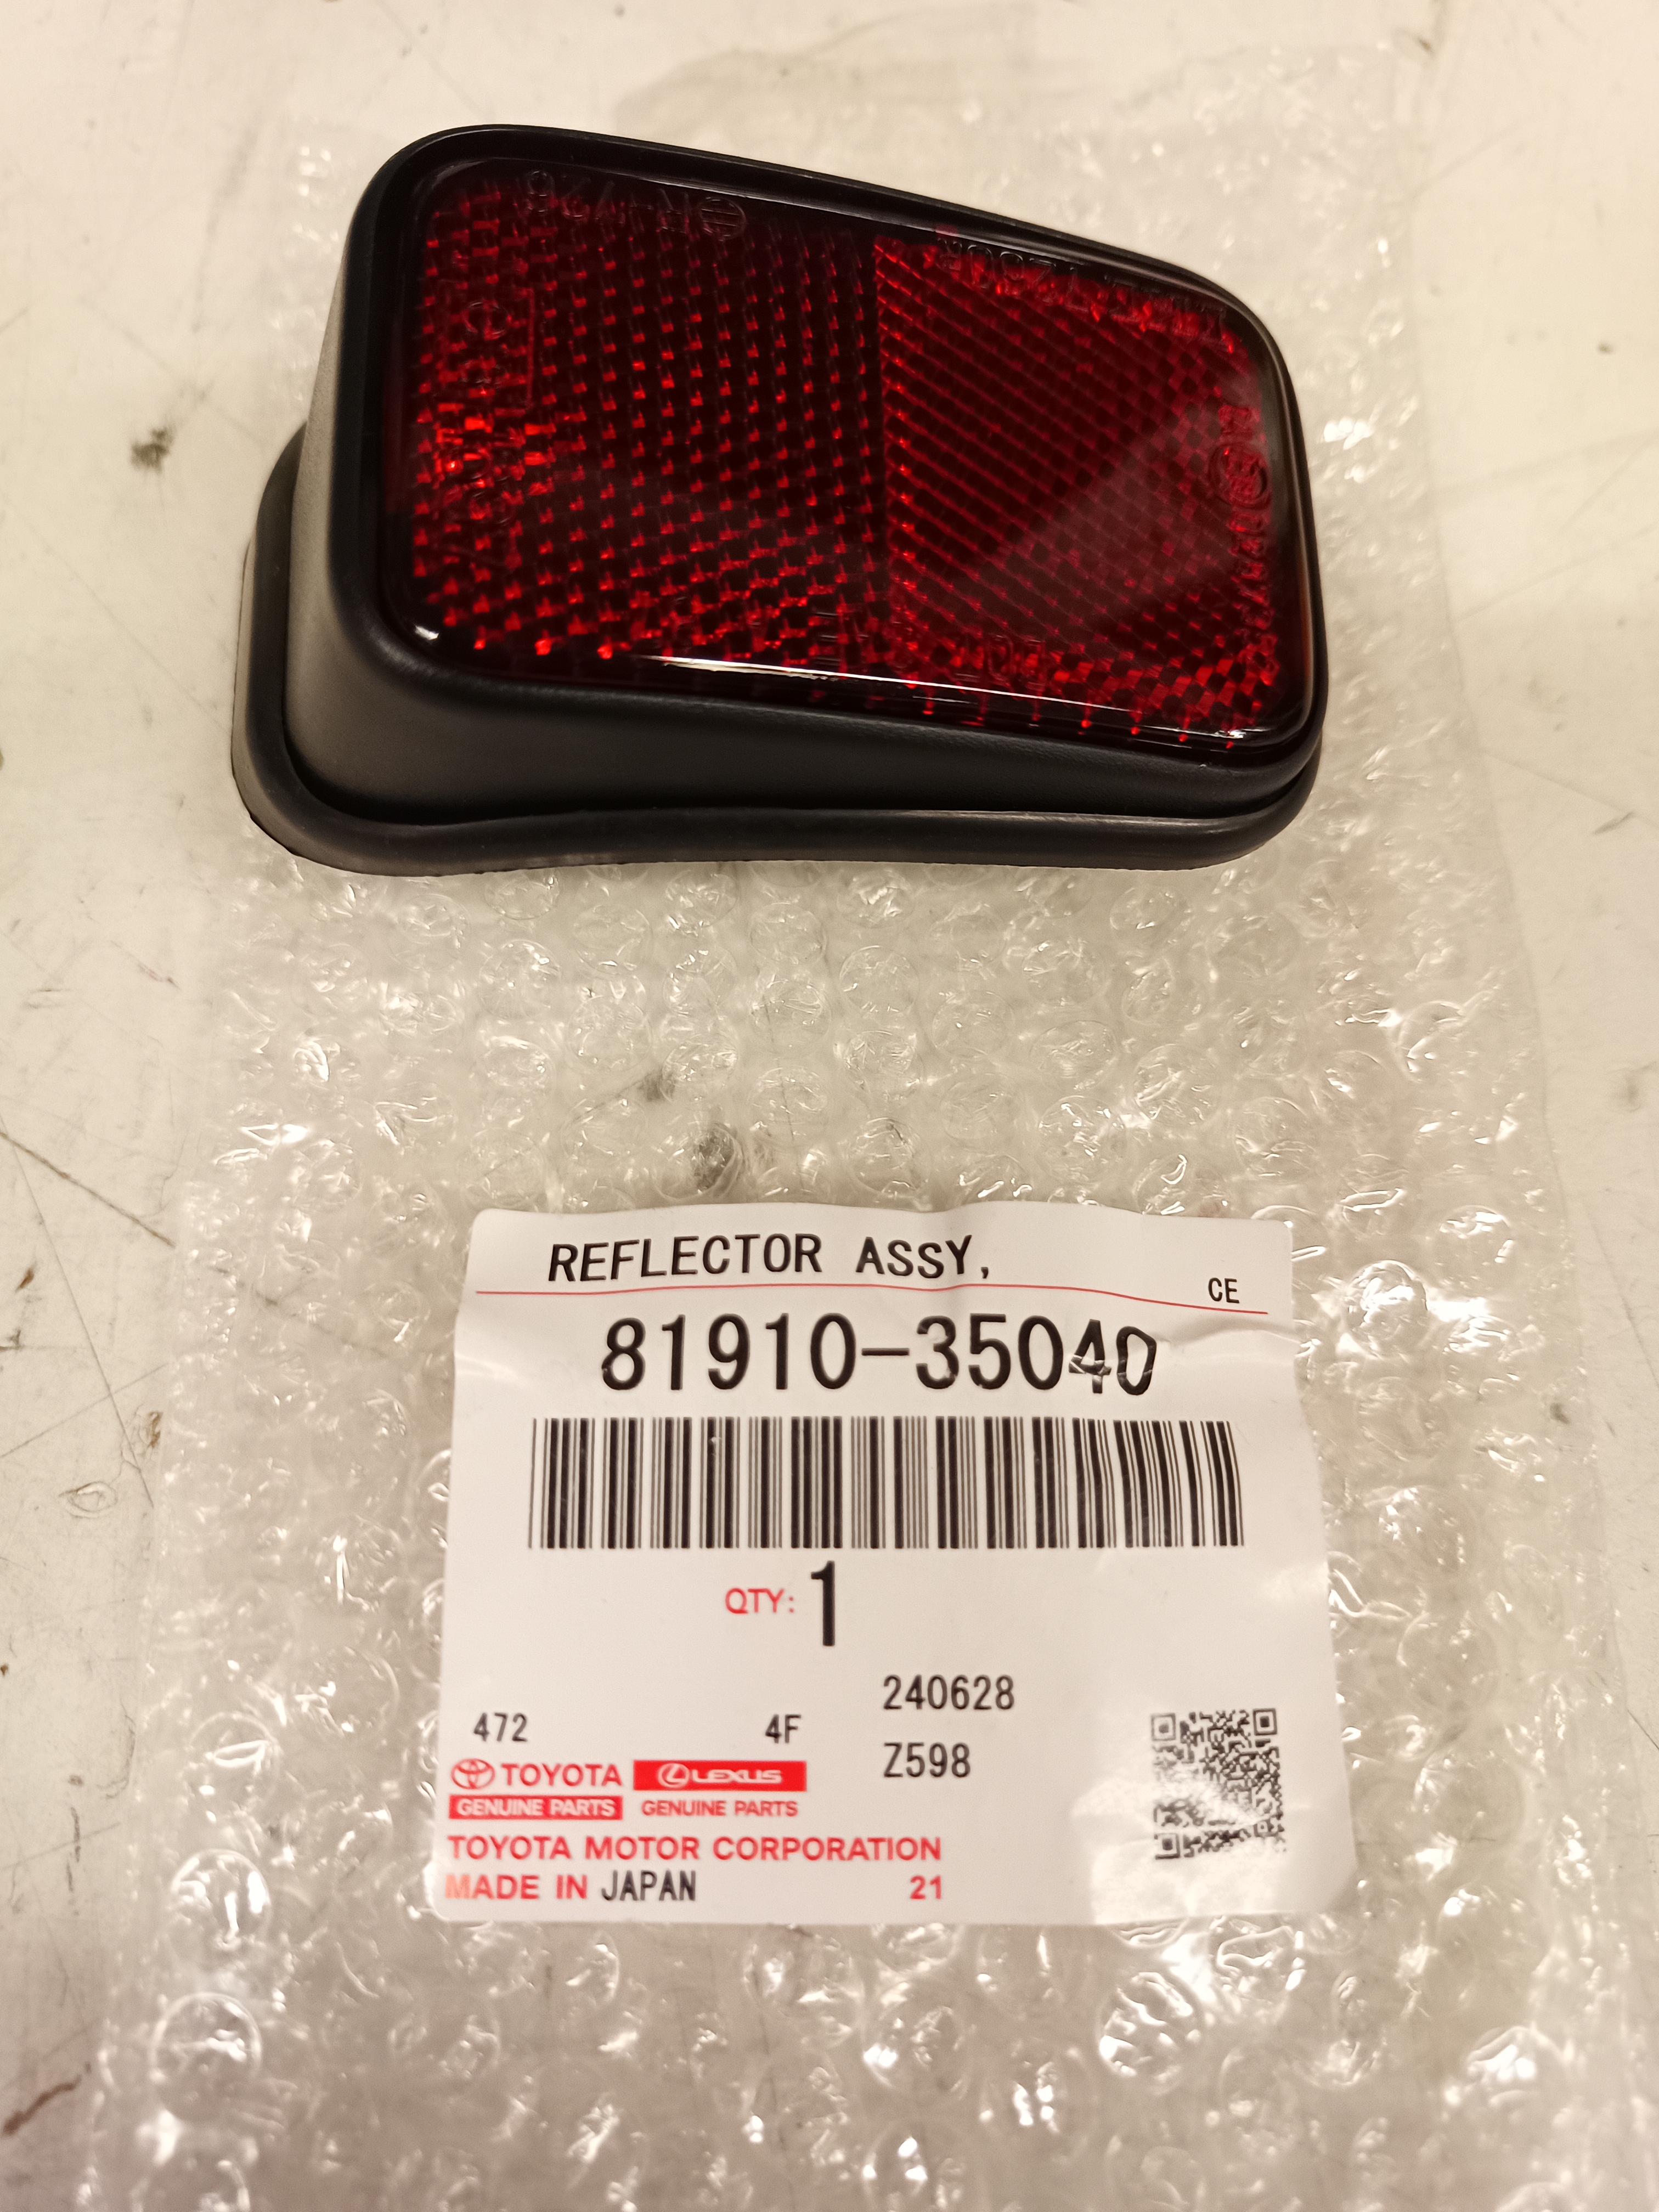 REFLECTOR ASSY,
CE
81910-35040
QTY: 1
240628
472 4F
Z598
TOYOTA LEXUS
GENUINE PARTS GENUINE PARTS
TOYOTA MOTOR CORPORATION
MADE IN JAPAN 21